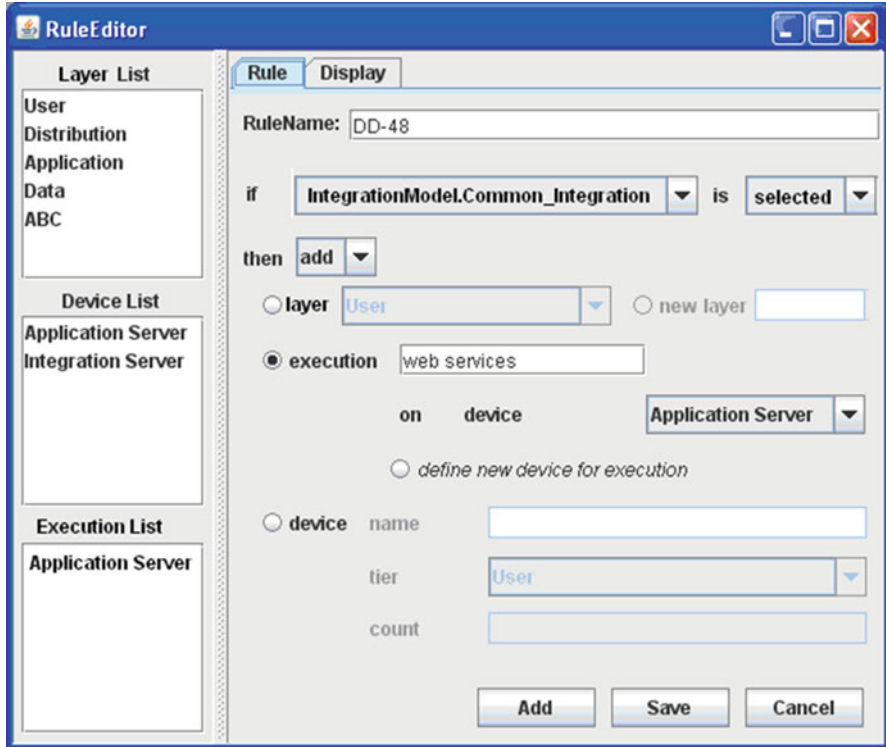 RuleEditor
Layer List
User
Distribution
Application
Data
ABC
Device List
Application Server
Integration Server
Execution List
Application Server
Rule
Display
RuleName: DD-48
if IntegrationModel.Common_Integration is selected
then add
layer User new layer
execution web services
on device Application Server
define new device for execution
device name
tier User
count
Add Save Cancel